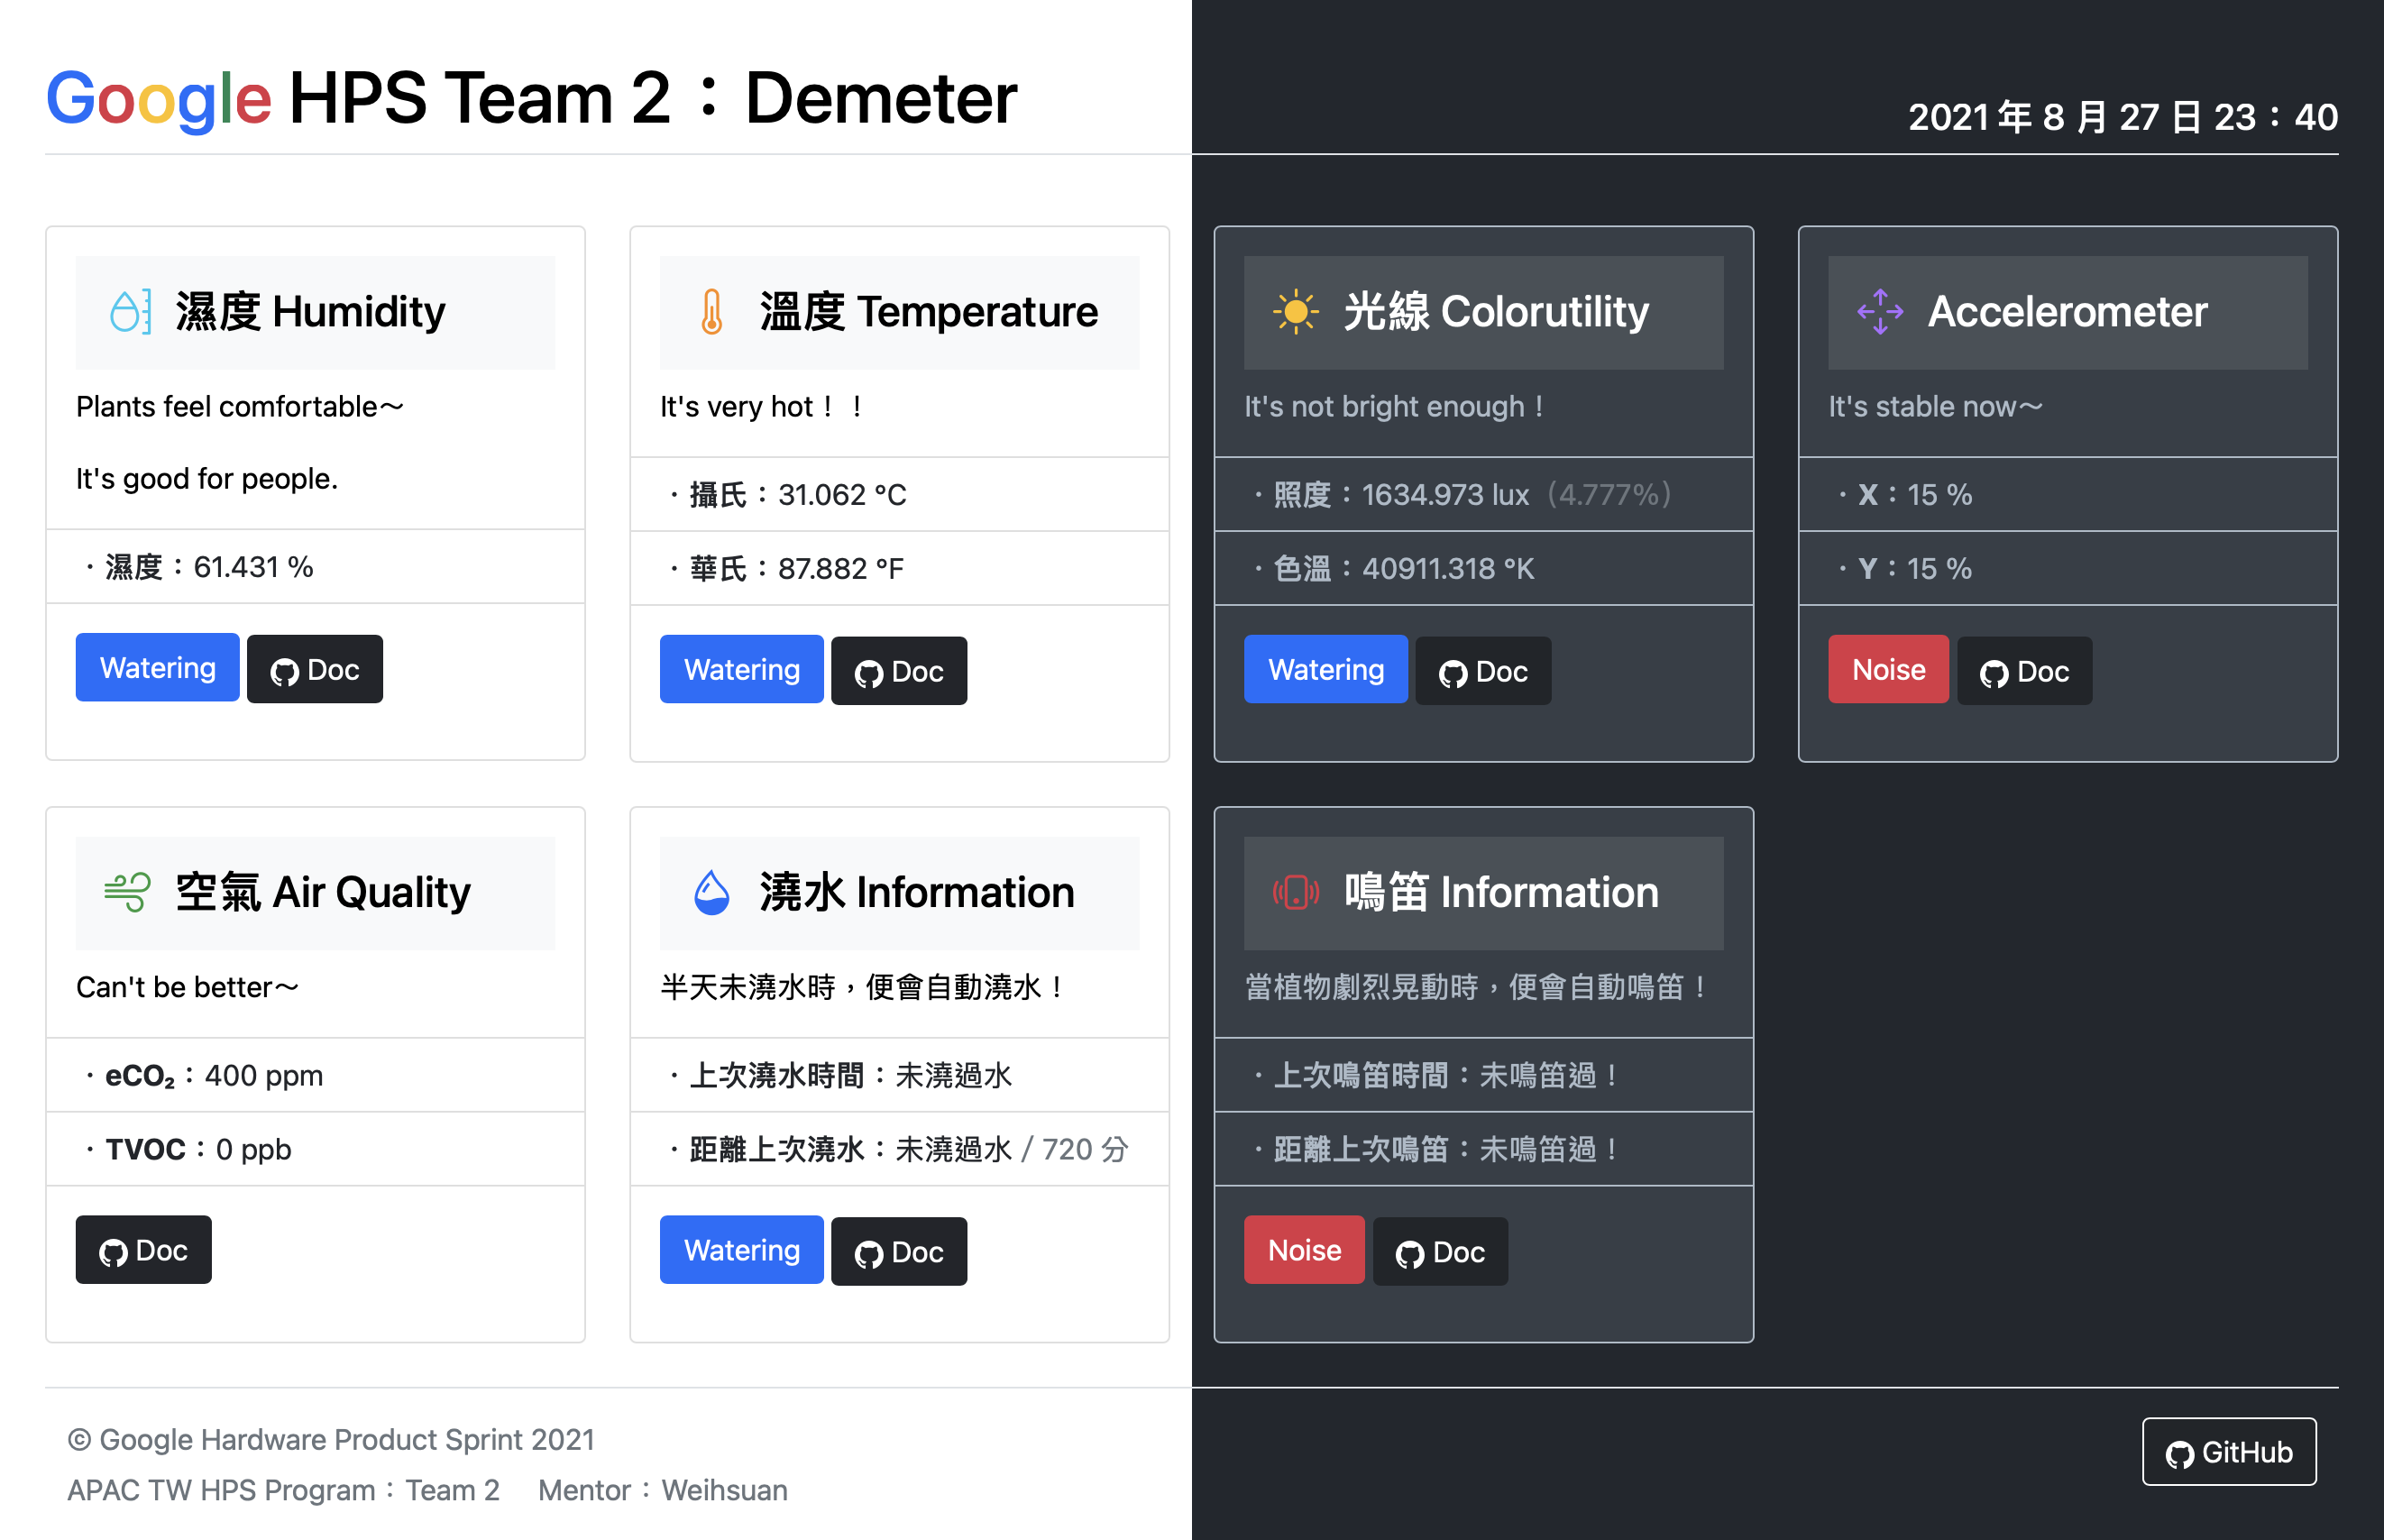 Google HPS Team 2：Demeter
2021 年 8 月 27 日 23：40
濕度 Humidity
Plants feel comfortable～
It's good for people.
・濕度：61.431 %
Watering
Doc
溫度 Temperature
It's very hot！！
・攝氏：31.062 °C
・華氏：87.882 °F
Watering
Doc
光線 Colorutility
It's not bright enough！
・照度：1634.973 lux（4.777%）
・色溫：40911.318 °K
Watering
Doc
Accelerometer
It's stable now～
・X：15 %
・Y：15 %
Noise
Doc
空氣 Air Quality
Can't be better～
・eCO₂：400 ppm
・TVOC：0 ppb
Doc
澆水 Information
半天未澆水時，便會自動澆水！
・上次澆水時間：未澆過水
・距離上次澆水：未澆過水 / 720 分
Watering
Doc
鳴笛 Information
當植物劇烈晃動時，便會自動鳴笛！
・上次鳴笛時間：未鳴笛過！
・距離上次鳴笛：未鳴笛過！
Noise
Doc
© Google Hardware Product Sprint 2021
APAC TW HPS Program：Team 2 Mentor：Weihsuan
GitHub